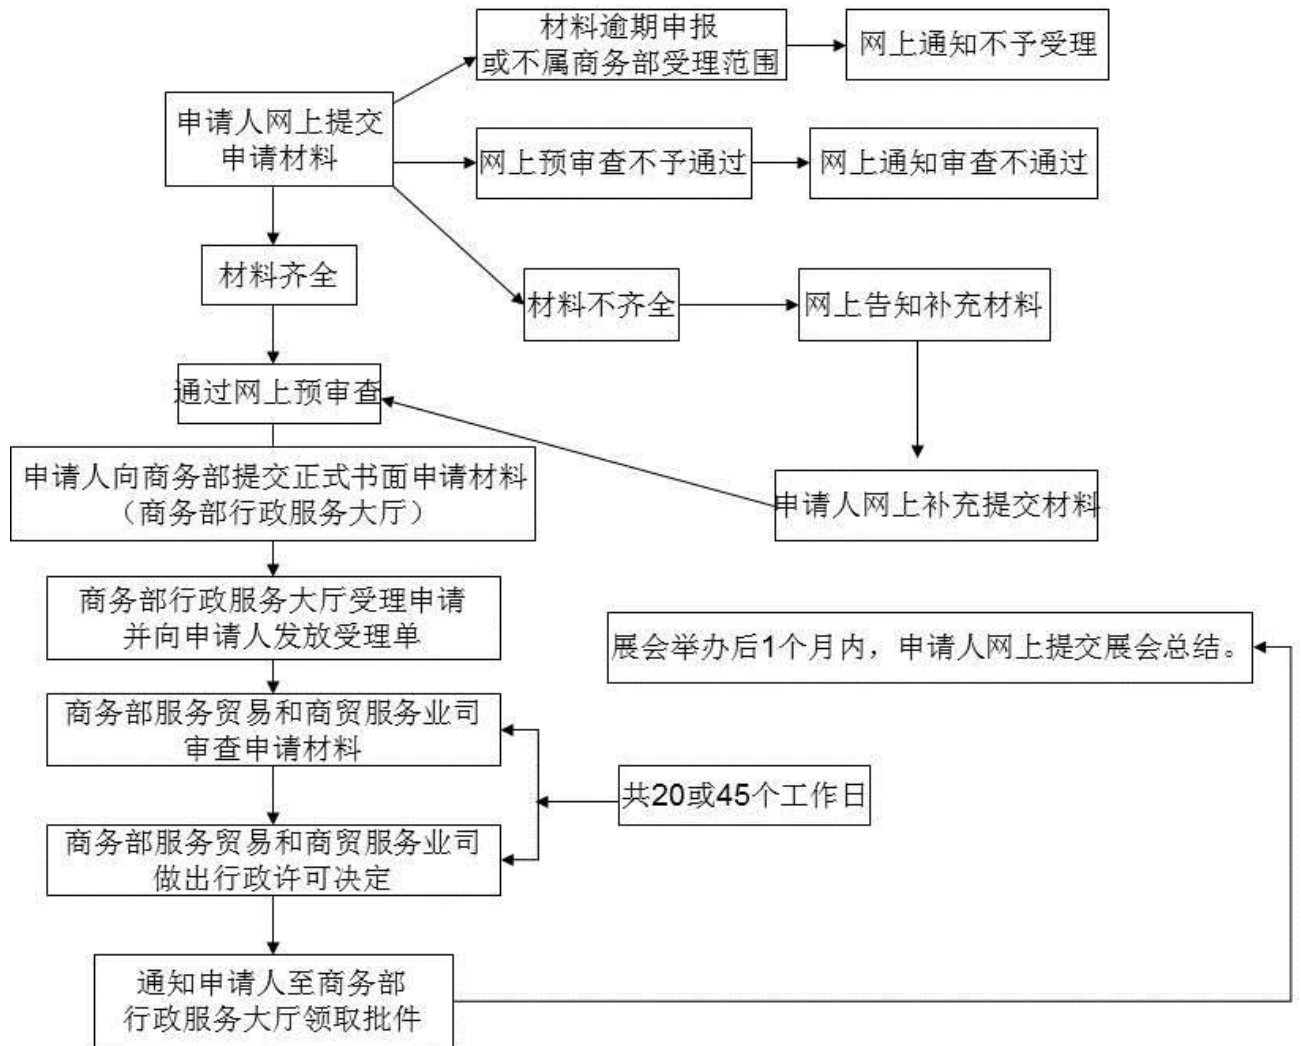 材料逾期申报
或不属商务部受理范围
网上通知不予受理
申请人网上提交
申请材料
网上预审查不予通过
网上通知审查不通过
材料齐全
材料不齐全
网上告知补充材料
通过网上预审查
申请人向商务部提交正式书面申请材料
（商务部行政服务大厅）
申请人网上补充提交材料
商务部行政服务大厅受理申请
并向申请人发放受理单
展会举办后1个月内，申请人网上提交展会总结。
商务部服务贸易和商贸服务业司
审查申请材料
共20或45个工作日
商务部服务贸易和商贸服务业司
做出行政许可决定
通知申请人至商务部
行政服务大厅领取批件